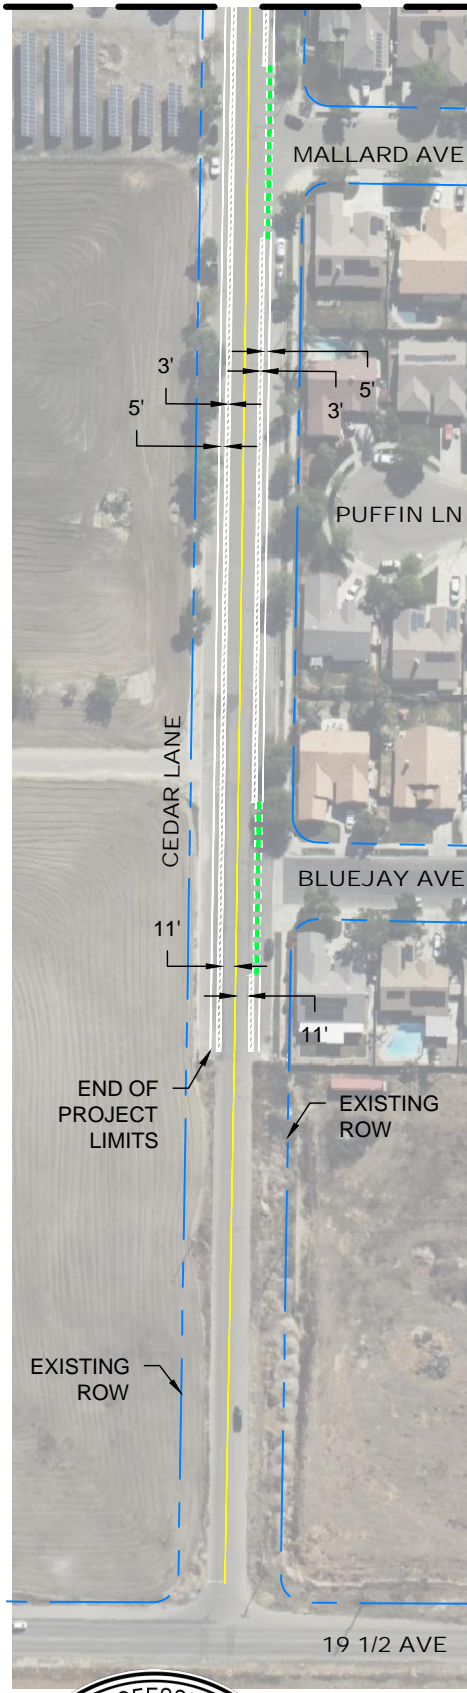 MALLARD AVE
3'
5'
5'
3'
PUFFIN LN
CEDAR LANE
BLUEJAY AVE
11'
11'
END OF
PROJECT
LIMITS
EXISTING
ROW
EXISTING
ROW
19 1/2 AVE